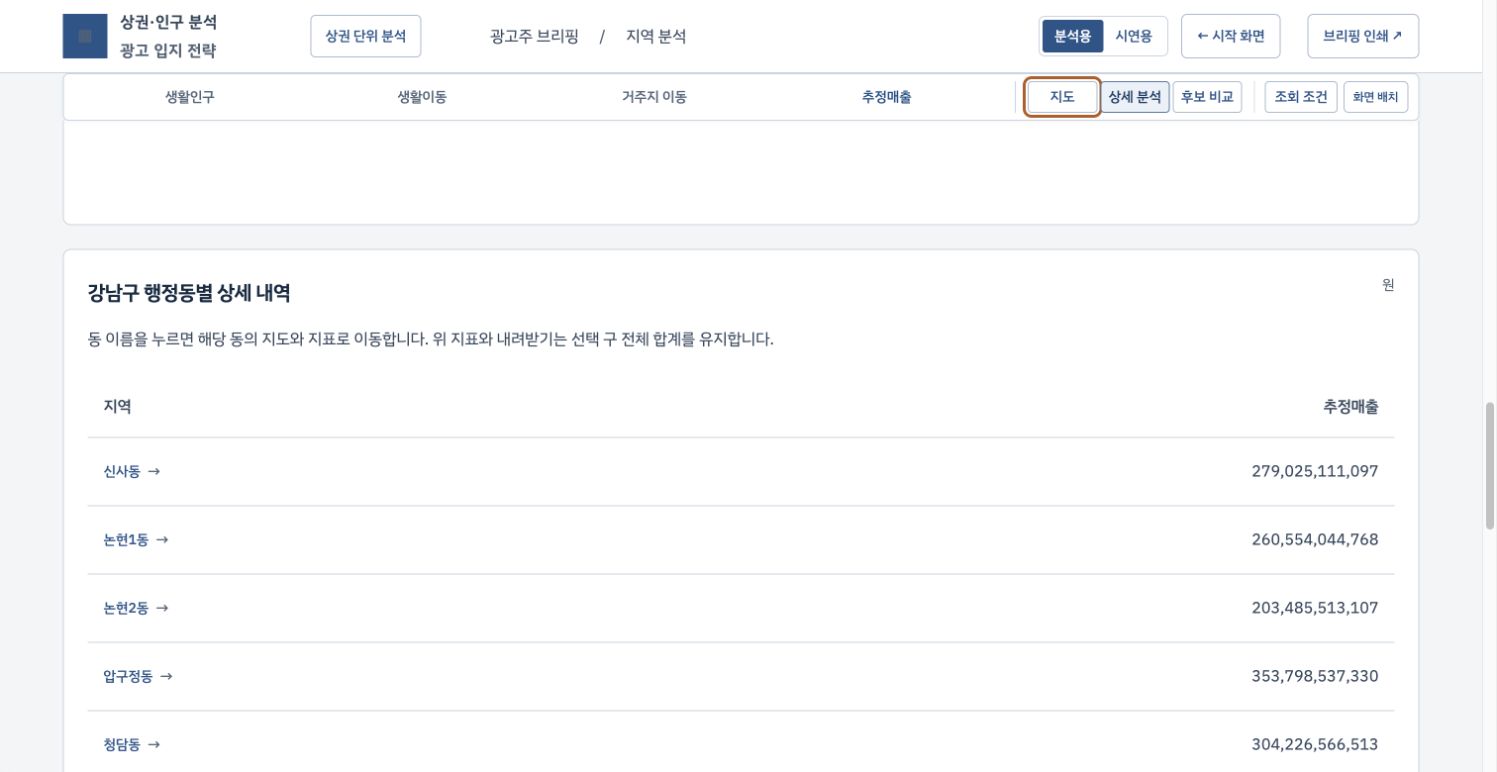 상권·인구 분석
광고 입지 전략
상권 단위 분석
광고주 브리핑 / 지역 분석
분석용
시연용
← 시작 화면
브리핑 인쇄 ↗
생활인구
생활이동
거주지 이동
추정매출
지도
상세 분석
후보 비교
조회 조건
화면 배치
강남구 행정동별 상세 내역
원
동 이름을 누르면 해당 동의 지도와 지표로 이동합니다. 위 지표와 내려받기는 선택 구 전체 합계를 유지합니다.
지역 추정매출
신사동 → 279,025,111,097
논현1동 → 260,554,044,768
논현2동 → 203,485,513,107
압구정동 → 353,798,537,330
청담동 → 304,226,566,513